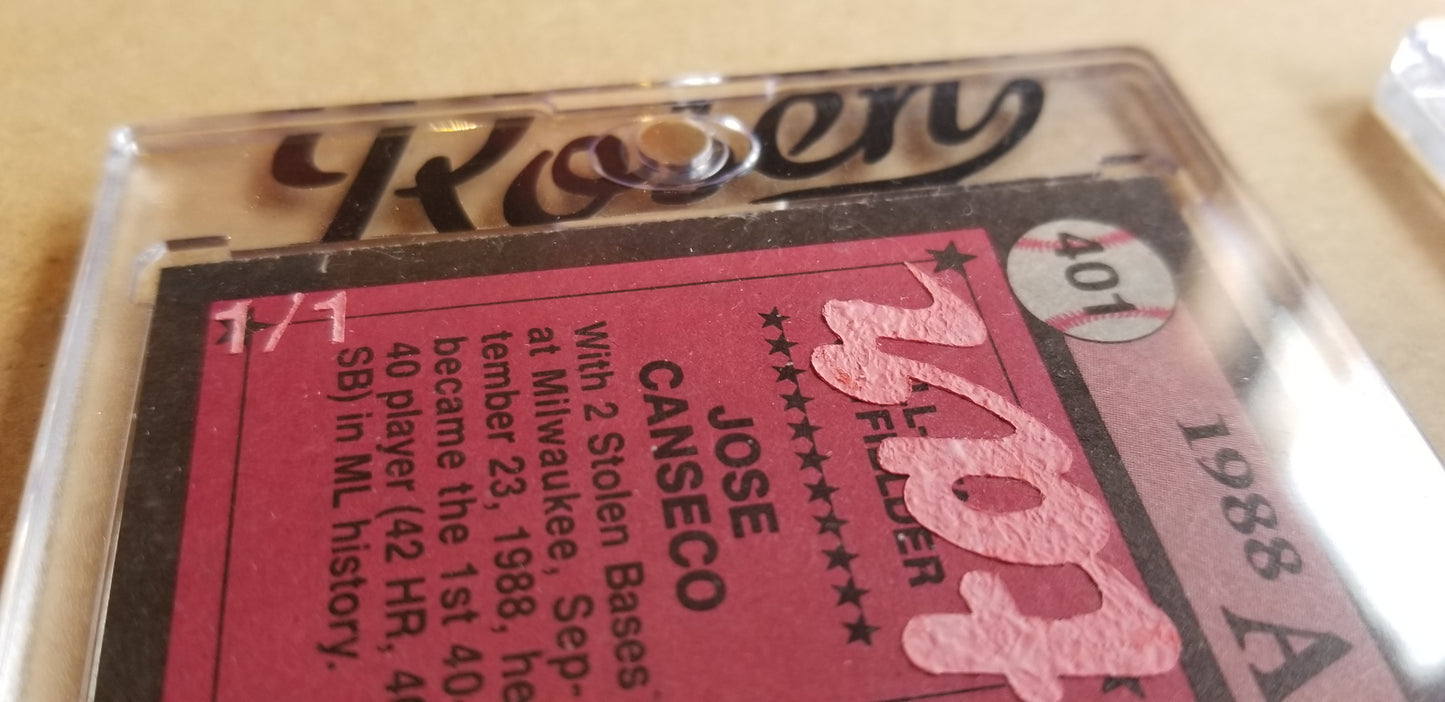 Rosen
401
1988 A
not
FIELDER
JOSE
CANSECO
With 2 Stolen Bases
at Milwaukee, Sep-
tember 23, 1988, he
became the 1st 40
40 player (42 HR, 40
SB) in ML history.
1/1